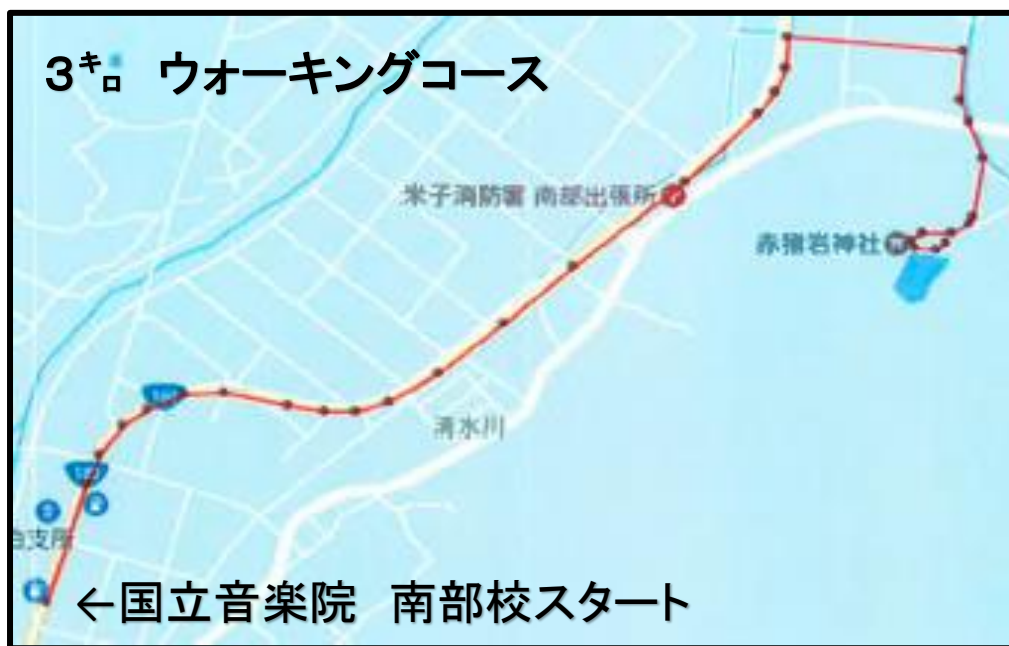 3㌔ ウォーキングコース
米子消防署 南部出張所
赤猪岩神社
清水川
支所
←国立音楽院 南部校スタート